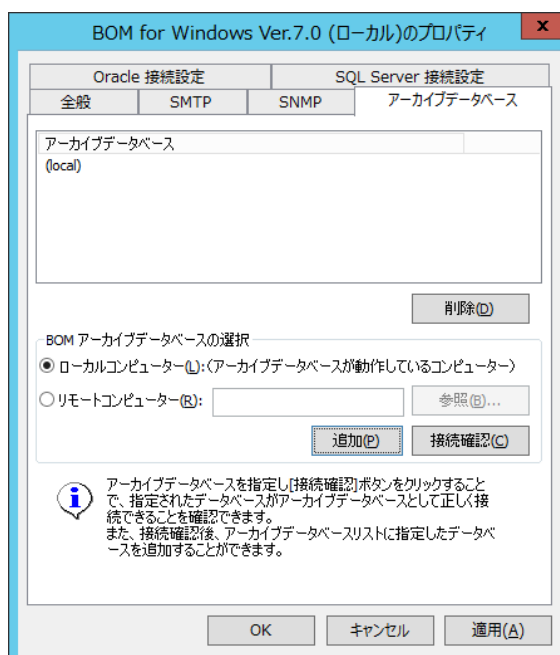 BOM for Windows Ver.7.0 (ローカル)のプロパティ
x
Oracle 接続設定
SQL Server 接続設定
全般
SMTP
SNMP
アーカイブデータベース
アーカイブデータベース
(local)
削除(D)
BOM アーカイブデータベースの選択
ローカルコンピューター(L):(アーカイブデータベースが動作しているコンピューター)
リモートコンピューター(R):
参照(B)...
追加(P)
接続確認(C)
アーカイブデータベースを指定し[接続確認]ボタンをクリックすること
で、指定されたデータベースがアーカイブデータベースとして正しく接
続できることを確認できます。
また、接続確認後、アーカイブデータベースリストに指定したデータベ
ースを追加することができます。
OK
キャンセル
適用(A)